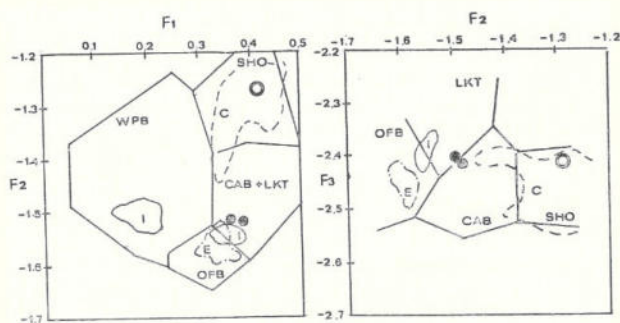 F1
0.1 0.2 0.3 0.4 0.5
-1.2
SHO
-1.3
C
WPB
-1.4
F2
CAB+LKT
-1.5
I
E I
-1.6
OFB
-1.7
F2
-1.7 -1.6 -1.5 -1.4 -1.3 -1.2
-2.2
LKT
-2.3
OFB
I
-2.4
F3
E
C
-2.5
CAB SHO
-2.6
-2.7